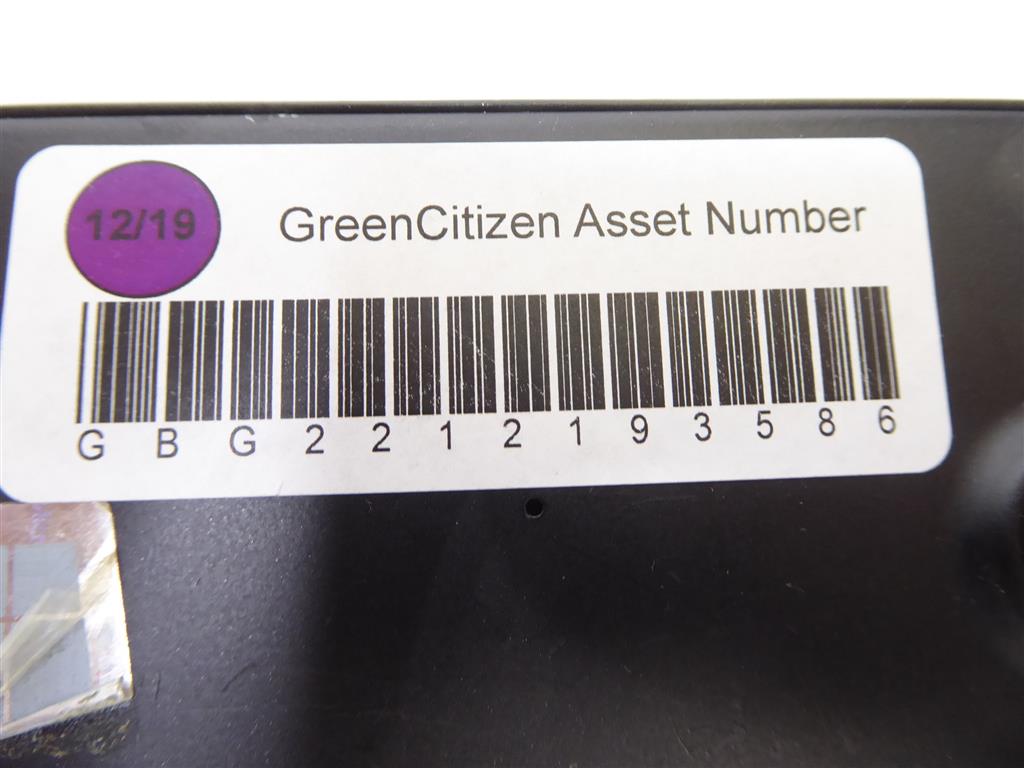 12/19
GreenCitizen Asset Number
G B G 2 2 1 2 1 9 3 5 8 6